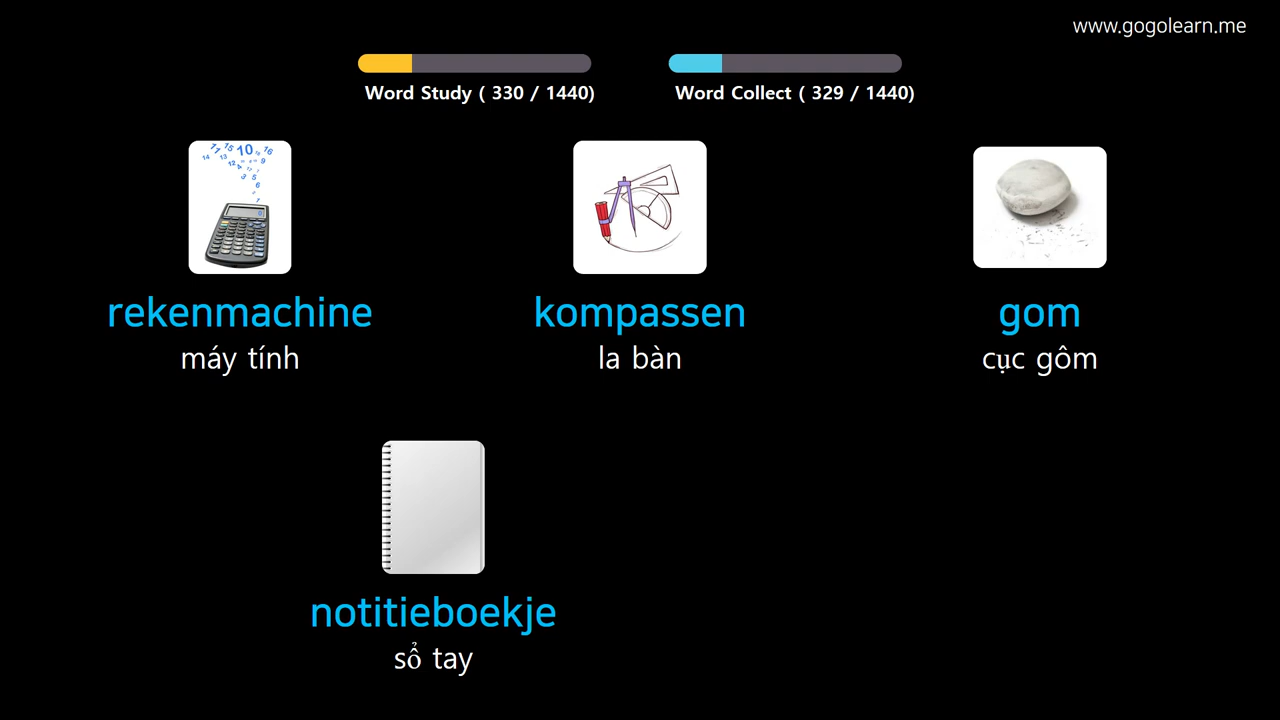 www.gogolearn.me
Word Study ( 330 / 1440)
Word Collect ( 329 / 1440)
rekenmachine
máy tính
kompassen
la bàn
gom
cục gôm
notitieboekje
sổ tay